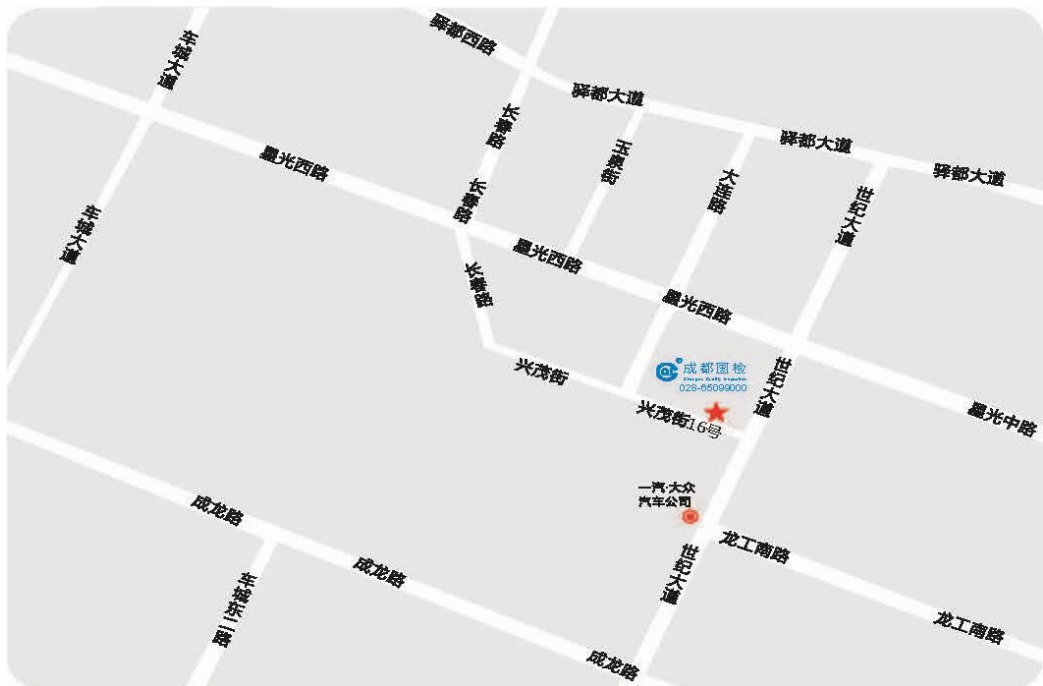 驿都西路
车城大道
驿都大道
长春路
驿都大道
玉泉街
星光西路
驿都大道
大连路
长春路
世纪大道
车城大道
星光西路
长春路
星光西路
成都国检
Chengdu Quality Inspection
028-65099000
兴茂街
世纪大道
兴茂街16号
星光中路
一汽·大众
汽车公司
成龙路
龙工南路
成龙路
世纪大道
车城东二路
龙工南路
成龙路